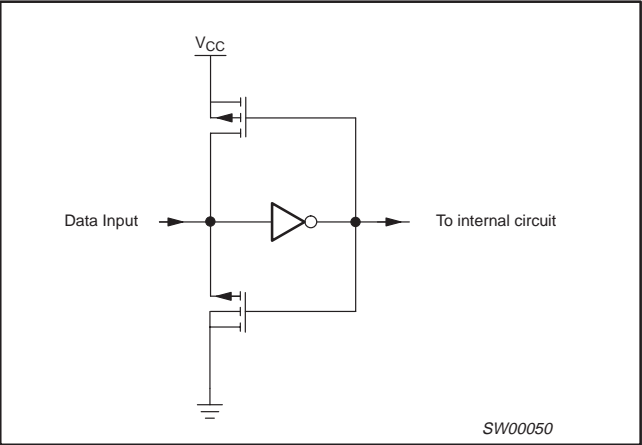 VCC
Data Input
To internal circuit
SW00050